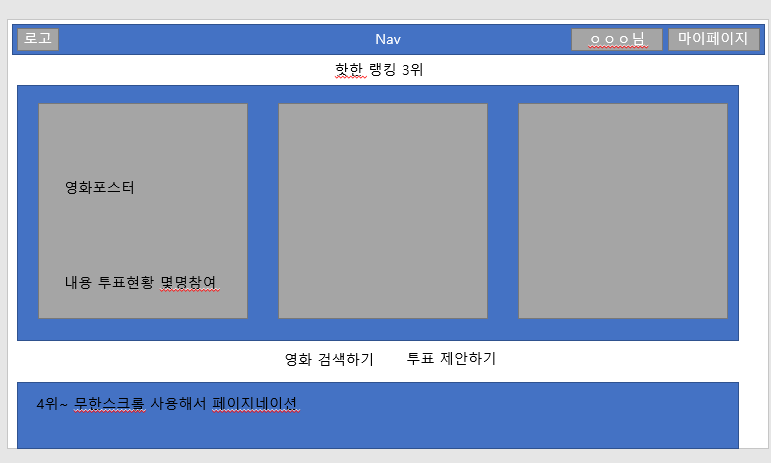 로고 Nav ㅇㅇㅇ님 마이페이지
핫한 랭킹 3위
영화포스터
내용 투표현황 몇명참여
영화 검색하기 투표 제안하기
4위~ 무한스크롤 사용해서 페이지네이션